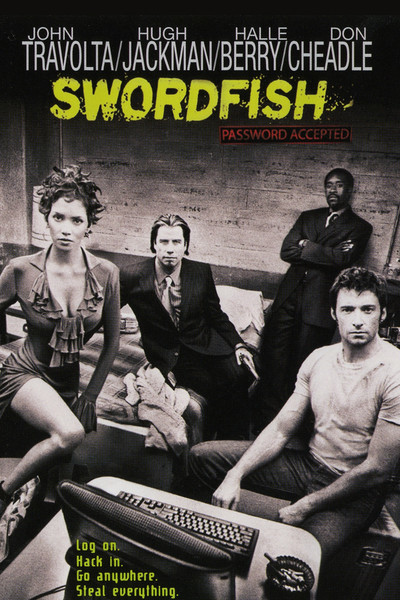 JOHN HUGH HALLE DON
TRAVOLTA/JACKMAN/BERRY/CHEADLE
SWORDFISH
PASSWORD ACCEPTED
Log on.
Hack in.
Go anywhere.
Steal everything.